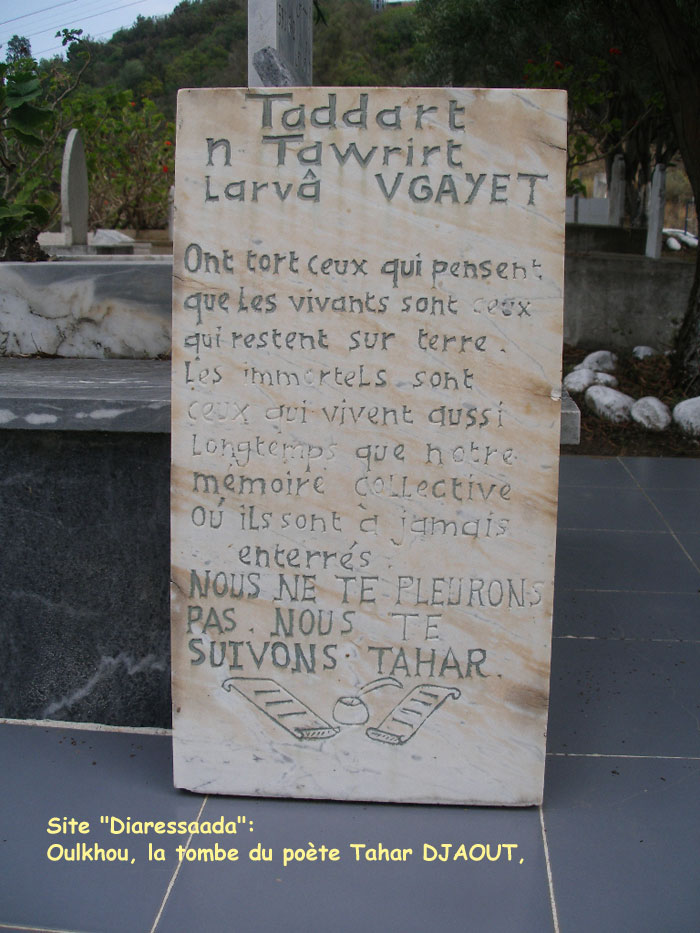 Taddart
n Tawrirt
Larvâ VGAYET
Ont tort ceux qui pensent
que les vivants sont ceux
qui restent sur terre.
Les immortels sont
ceux qui vivent aussi
Longtemps que notre
mémoire collective
Où ils sont à jamais
enterrés.
NOUS NE TE PLEURONS
PAS. NOUS TE
SUIVONS. TAHAR.
Site "Diaressaada":
Oulkhou, la tombe du poète Tahar DJAOUT,